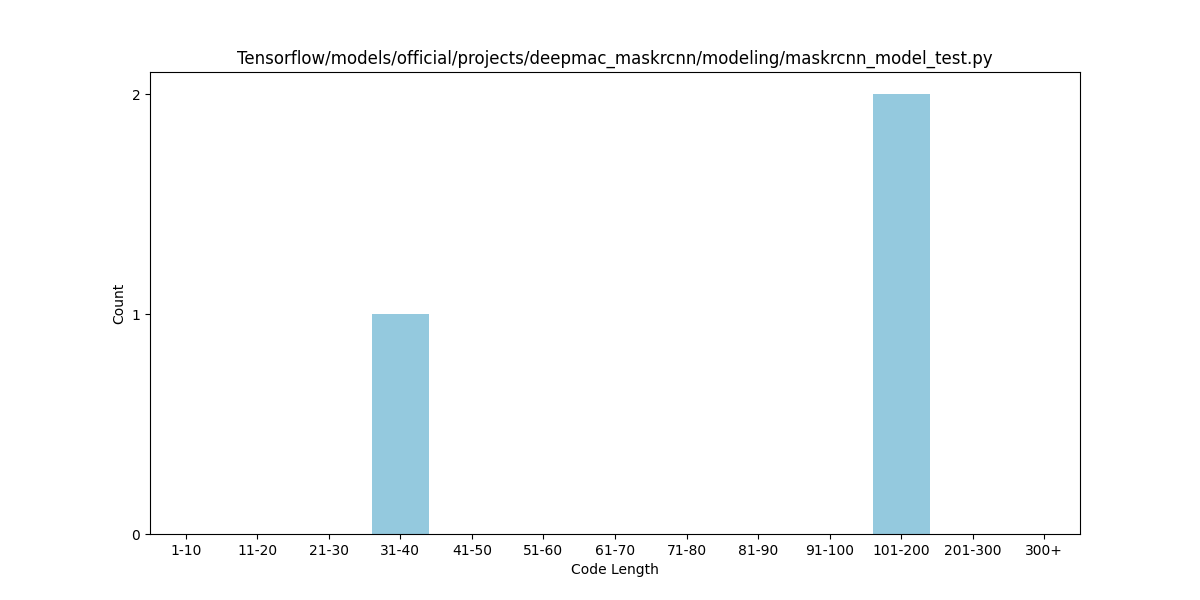 Tensorflow/models/official/projects/deepmac_maskrcnn/modeling/maskrcnn_model_test.py
2
1
0
Count
1-10 11-20 21-30 31-40 41-50 51-60 61-70 71-80 81-90 91-100 101-200 201-300 300+
Code Length